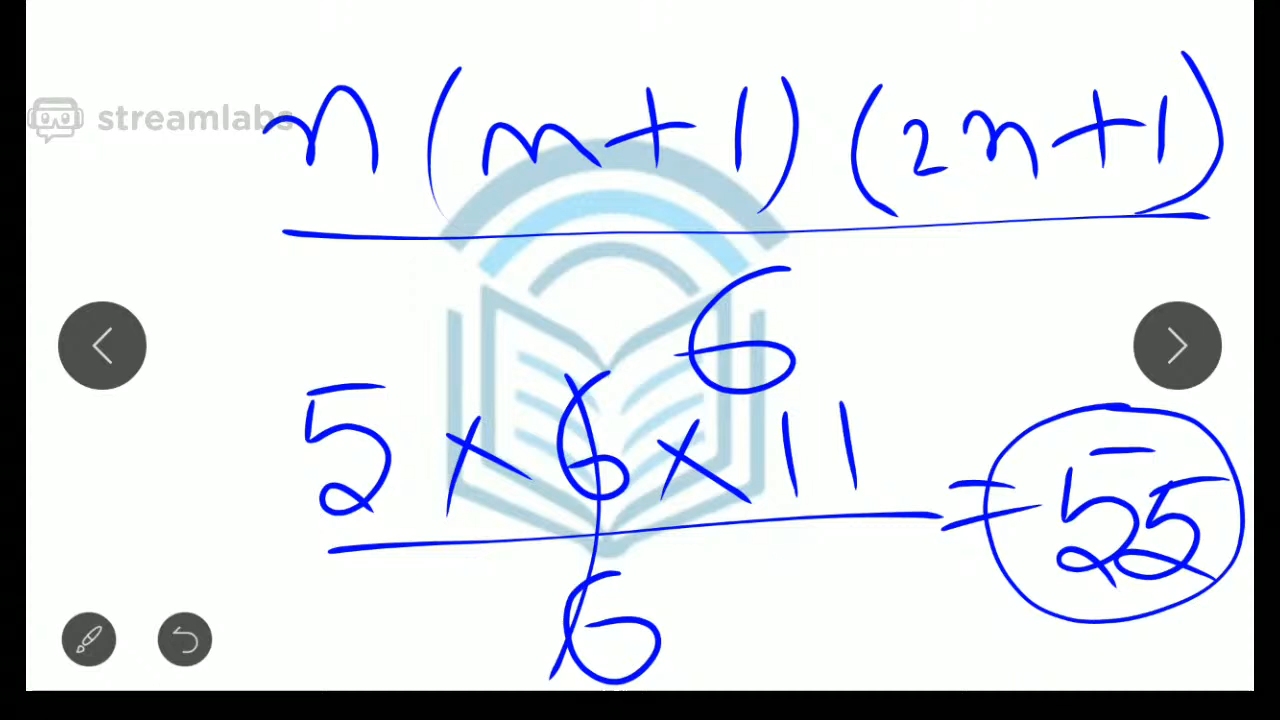 streamlabs
n(n+1)(2n+1)
6
5 × 6 × 11 = 55
6